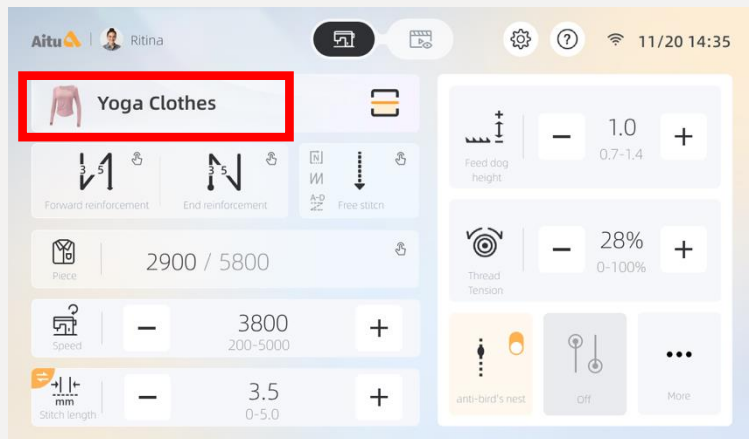 Aitu Ritina 11/20 14:35
Yoga Clothes
3 5 3 5 N
A-D
Forward reinforcement End reinforcement Free stitcn
Piece 2900 / 5800
Speed 3800
200-5000
mm
Stitch length 3.5
0-5.0
Feed dog
height
1.0
0.7-1.4
Thread
Tension
28%
0-100%
anti-bird's nest Off More